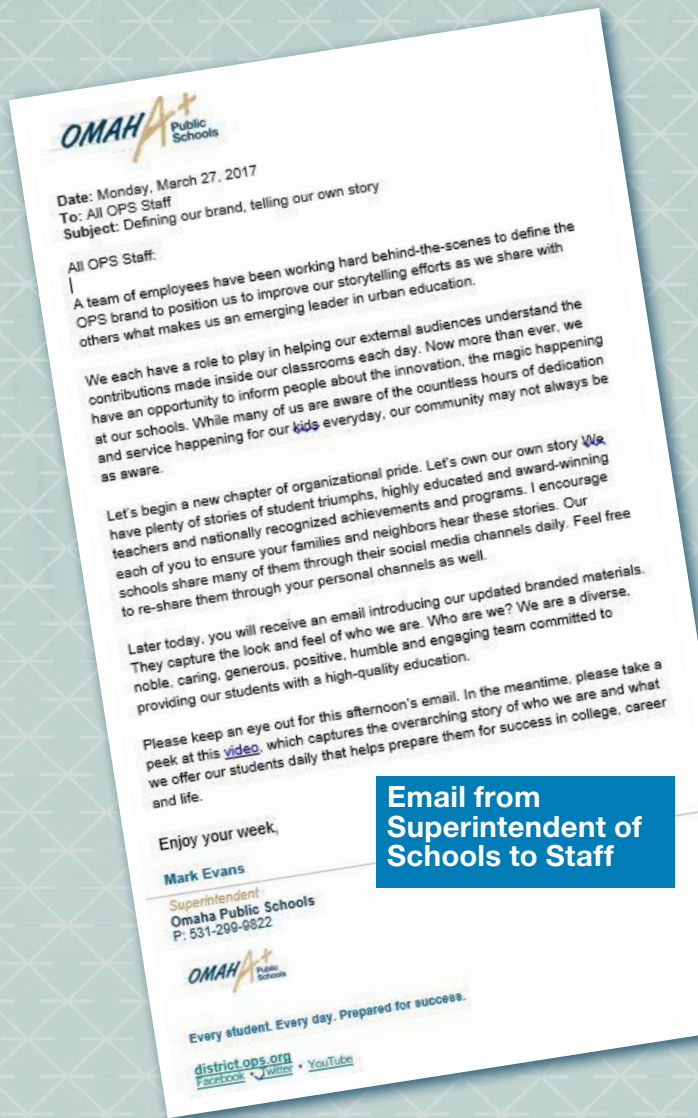 OMAHA+ Public Schools
Date: Monday, March 27, 2017
To: All OPS Staff
Subject: Defining our brand, telling our own story
All OPS Staff:
A team of employees have been working hard behind-the-scenes to define the
OPS brand to position us to improve our storytelling efforts as we share with
others what makes us an emerging leader in urban education.
We each have a role to play in helping our external audiences understand the
contributions made inside our classrooms each day. Now more than ever, we
have an opportunity to inform people about the innovation, the magic happening
at our schools. While many of us are aware of the countless hours of dedication
and service happening for our kids everyday, our community may not always be
as aware.
Let's begin a new chapter of organizational pride. Let's own our own story We
have plenty of stories of student triumphs, highly educated and award-winning
teachers and nationally recognized achievements and programs. I encourage
each of you to ensure your families and neighbors hear these stories. Our
schools share many of them through their social media channels daily. Feel free
to re-share them through your personal channels as well.
Later today, you will receive an email introducing our updated branded materials.
They capture the look and feel of who we are. Who are we? We are a diverse,
noble, caring, generous, positive, humble and engaging team committed to
providing our students with a high-quality education.
Please keep an eye out for this afternoon's email. In the meantime, please take a
peek at this video, which captures the overarching story of who we are and what
we offer our students daily that helps prepare them for success in college, career
and life.
Enjoy your week,
Mark Evans
Superintendent
Omaha Public Schools
P: 531-299-9822
OMAHA+ Public Schools
Every student. Every day. Prepared for success.
district.ops.org
Facebook • Twitter • YouTube
Email from
Superintendent of
Schools to Staff